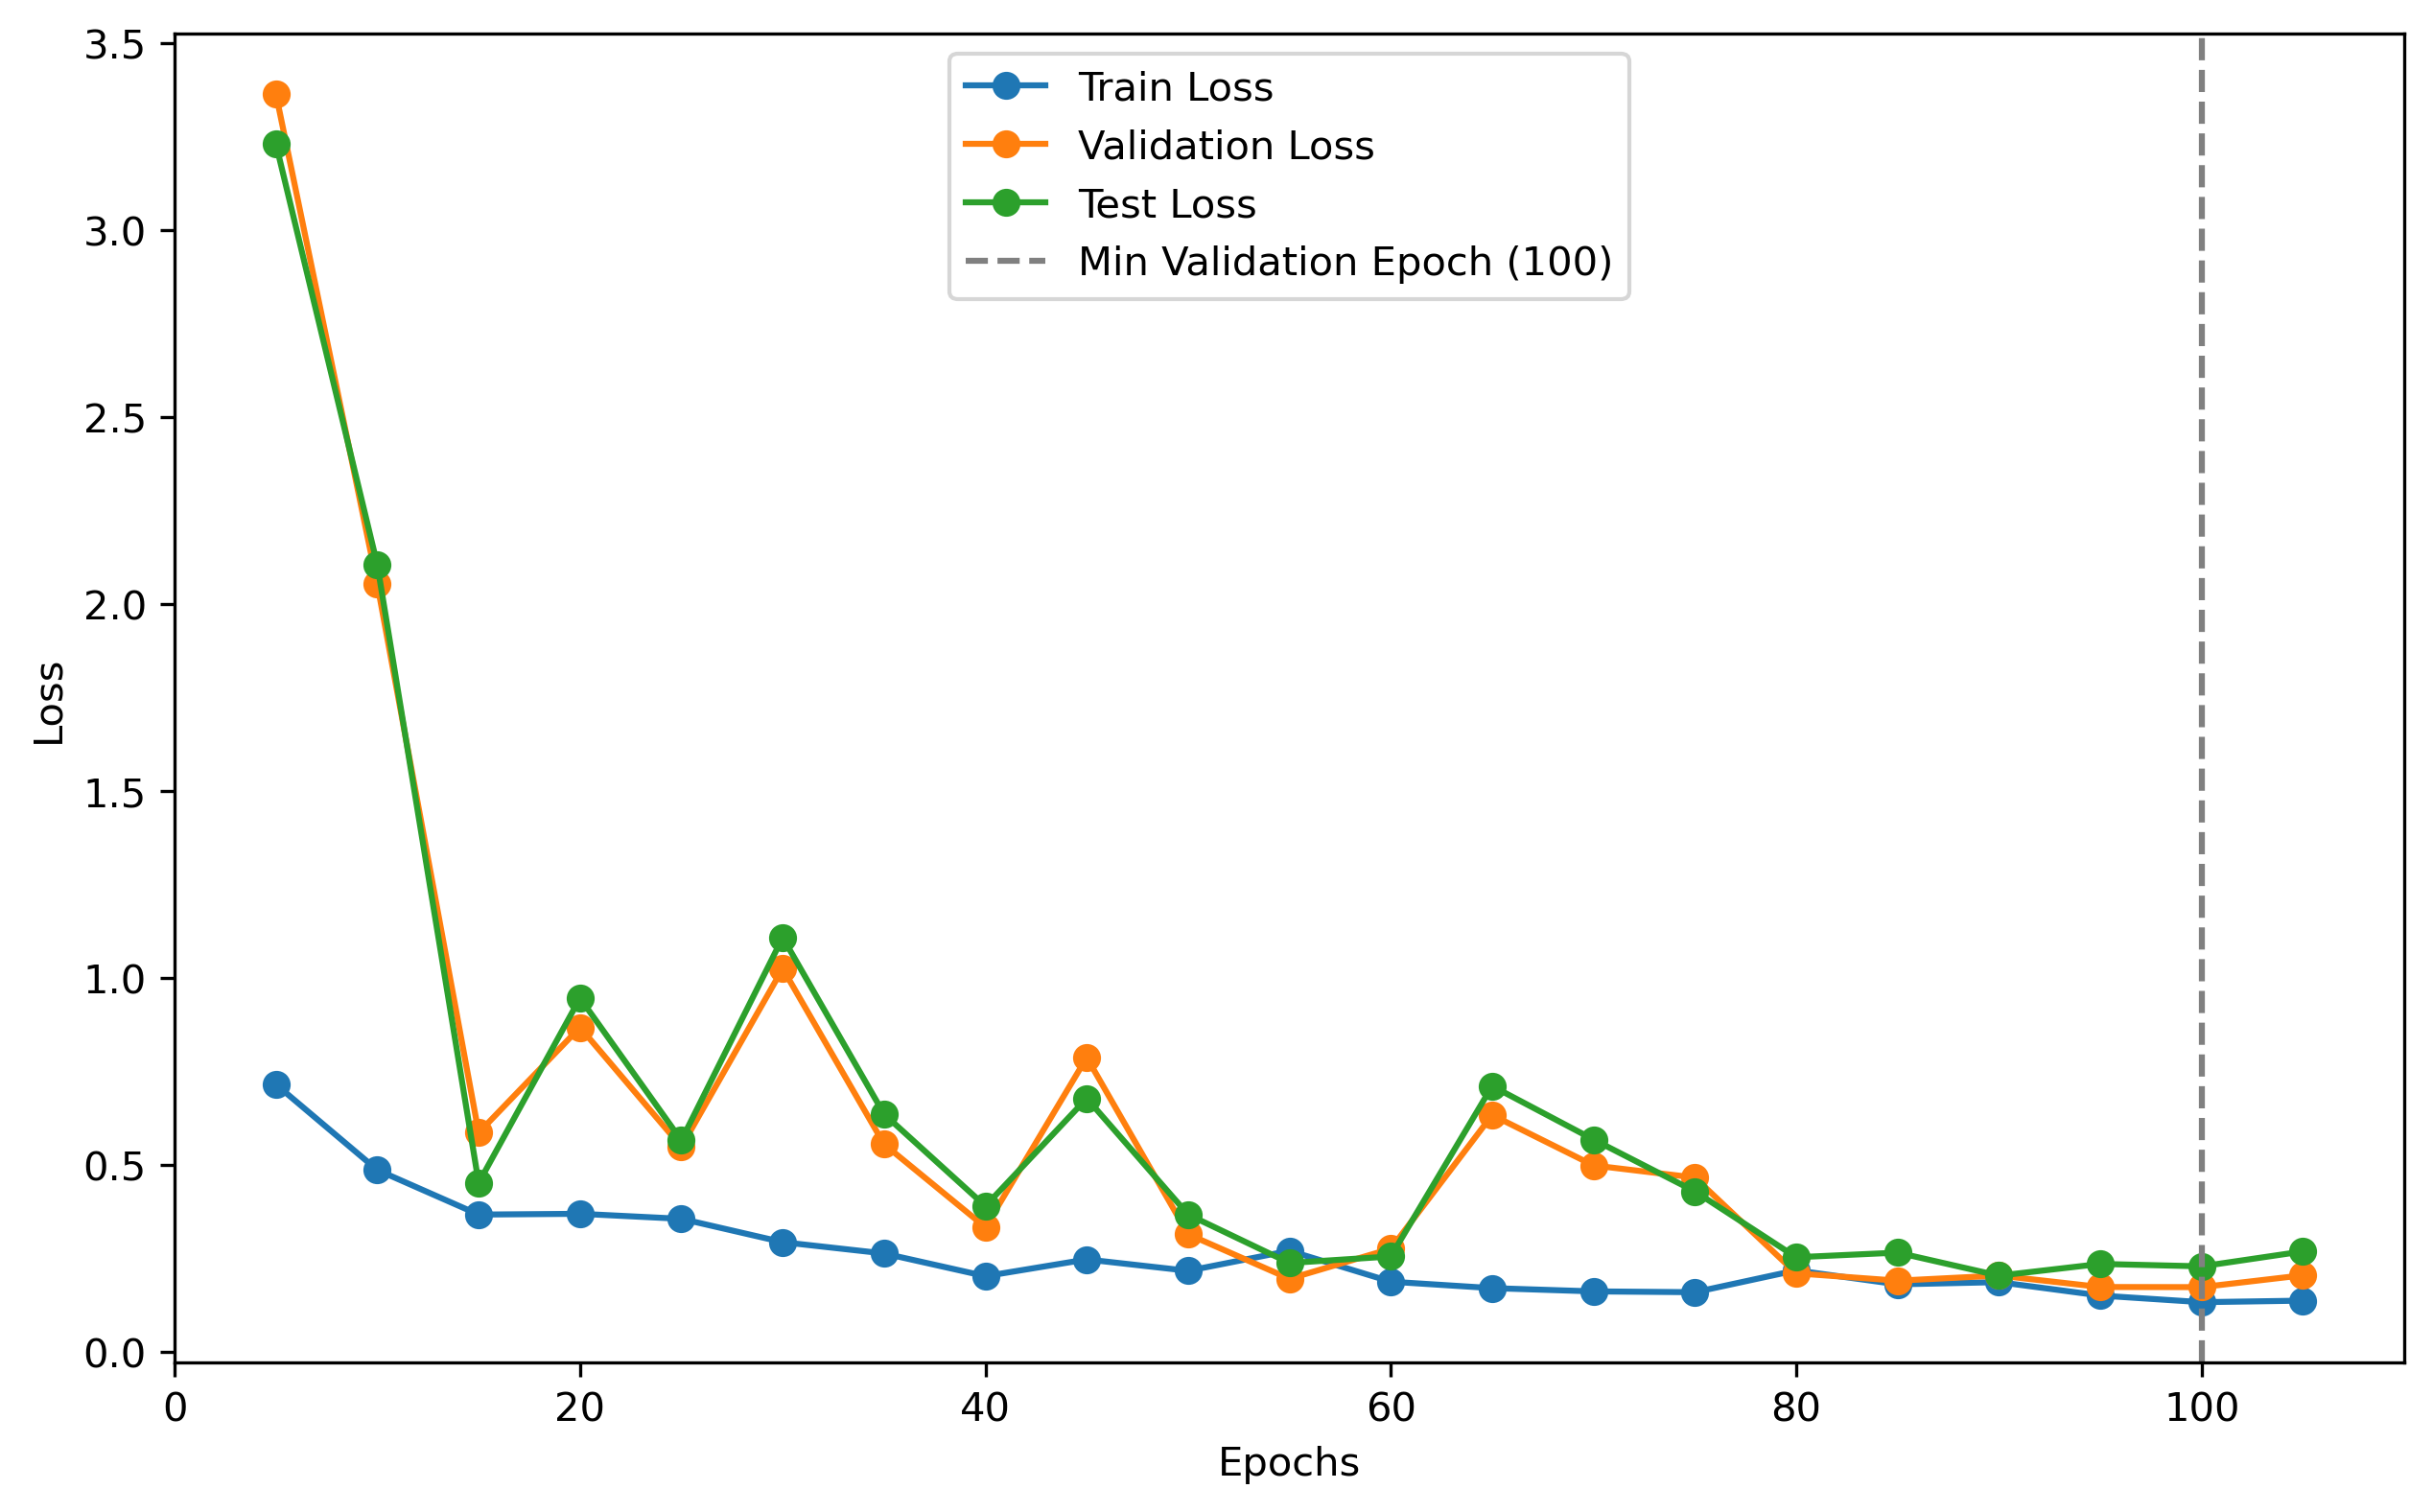 3.5
3.0
2.5
2.0
1.5
1.0
0.5
0.0
Loss
Train Loss
Validation Loss
Test Loss
Min Validation Epoch (100)
0 20 40 60 80 100
Epochs